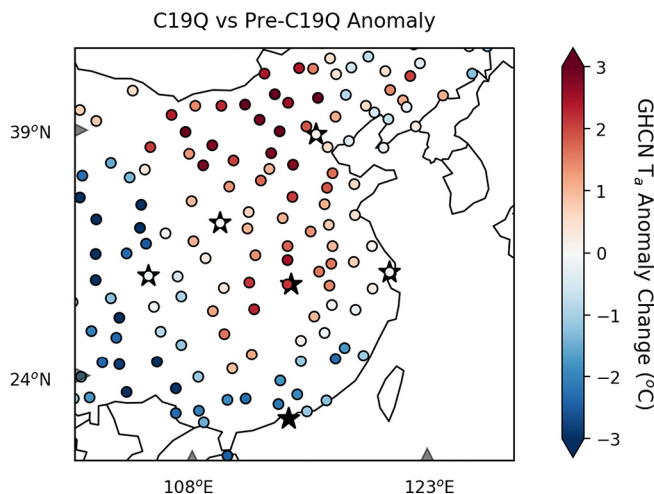 C19Q vs Pre-C19Q Anomaly
39°N
24°N
108°E
123°E
3
2
1
0
−1
−2
−3
GHCN Tₐ Anomaly Change (°C)